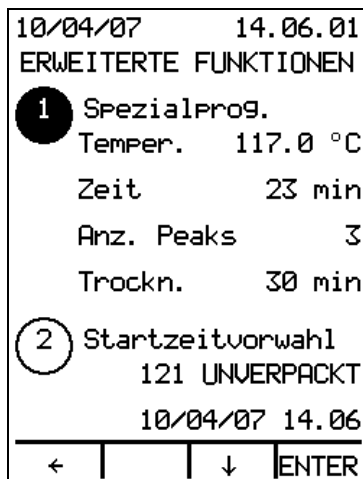 10/04/07 14.06.01
ERWEITERTE FUNKTIONEN
1 Spezialprog.
Temper. 117.0 °C
Zeit 23 min
Anz. Peaks 3
Trockn. 30 min
2 Startzeitvorwahl
121 UNVERPACKT
10/04/07 14.06
← ↓ ENTER